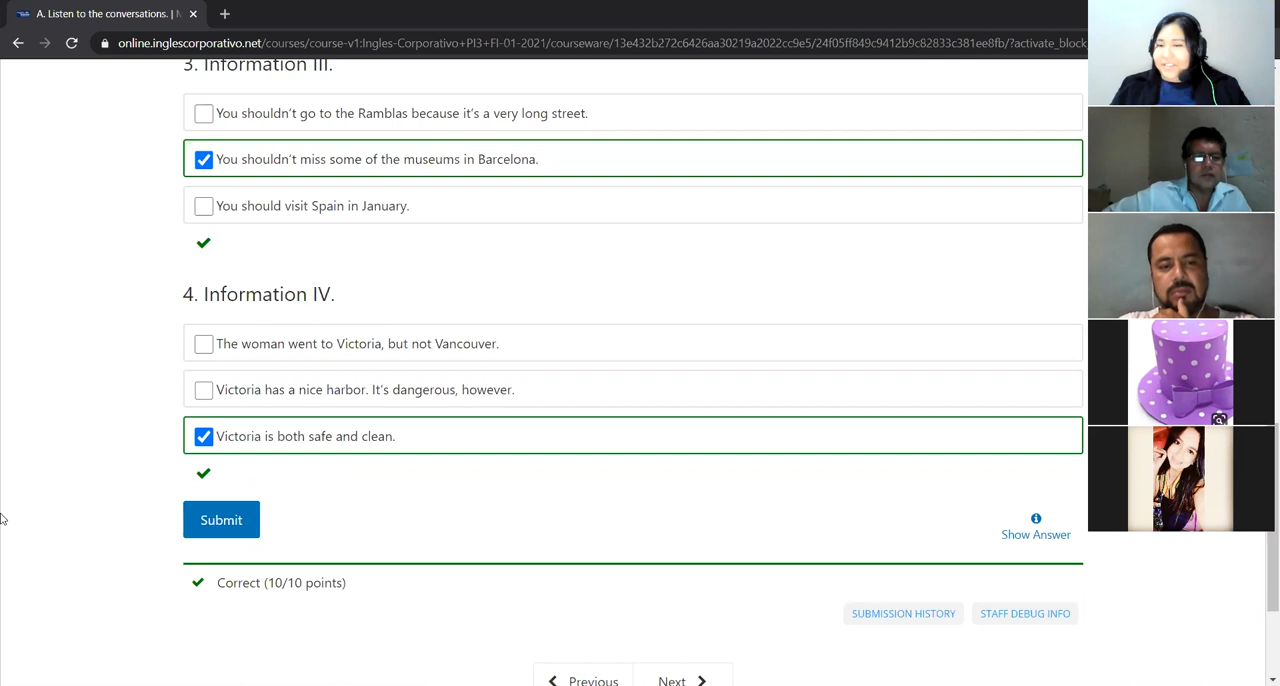 A. Listen to the conversations. |
online.inglescorporativo.net/courses/course-v1:Ingles-Corporativo+PI3+FI-01-2021/courseware/13e432b272c6426aa30219a2022cc9e5/24f05ff849c9412b9c82833c381ee8fb/?activate_block
3. Information III.
You shouldn't go to the Ramblas because it's a very long street.
You shouldn't miss some of the museums in Barcelona.
You should visit Spain in January.
4. Information IV.
The woman went to Victoria, but not Vancouver.
Victoria has a nice harbor. It's dangerous, however.
Victoria is both safe and clean.
Submit
Show Answer
Correct (10/10 points)
SUBMISSION HISTORY
STAFF DEBUG INFO
Previous
Next